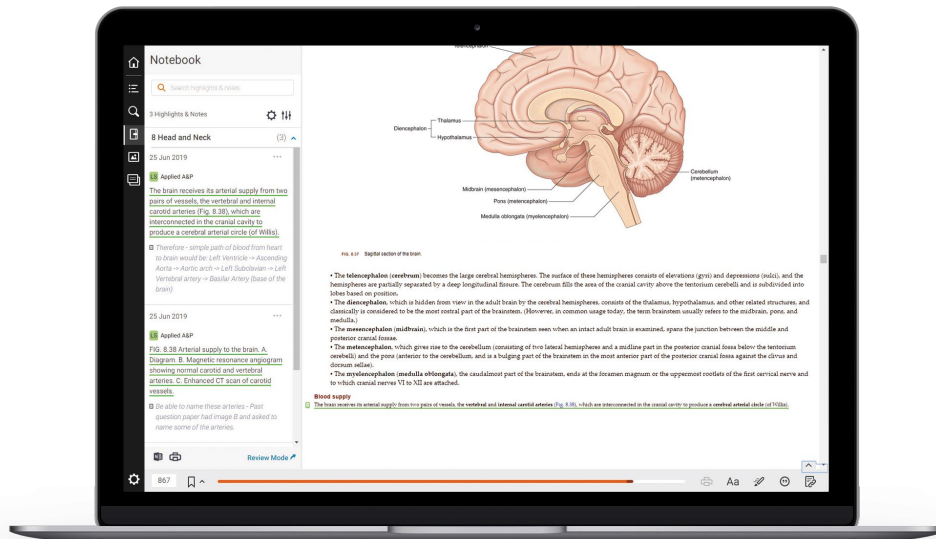 Notebook
Search highlights & notes
3 Highlights & Notes
8 Head and Neck
(3)
25 Jun 2019
LS Applied A&P
The brain receives its arterial supply from two
pairs of vessels, the vertebral and internal
carotid arteries (Fig. 8.38), which are
interconnected in the cranial cavity to
produce a cerebral arterial circle (of Willis).
Therefore - simple path of blood from heart
to brain would be: Left Ventricle -> Ascending
Aorta -> Aortic arch -> Left Subclavian -> Left
Vertebral artery -> Basilar Artery (base of the
brain)
25 Jun 2019
LS Applied A&P
FIG. 8.38 Arterial supply to the brain. A.
Diagram. B. Magnetic resonance angiogram
showing normal carotid and vertebral
arteries. C. Enhanced CT scan of carotid
vessels.
Be able to name these arteries - Past
question paper had image B and asked to
name some of the arteries.
Review Mode
867
Telencephalon
Diencephalon
Thalamus
Hypothalamus
Midbrain (mesencephalon)
Pons (metencephalon)
Medulla oblongata (myelencephalon)
Cerebellum
(metencephalon)
FIG. 8.37 Sagittal section of the brain.
• The telencephalon (cerebrum) becomes the large cerebral hemispheres. The surface of these hemispheres consists of elevations (gyri) and depressions (sulci), and the
hemispheres are partially separated by a deep longitudinal fissure. The cerebrum fills the area of the cranial cavity above the tentorium cerebelli and is subdivided into
lobes based on position.
• The diencephalon, which is hidden from view in the adult brain by the cerebral hemispheres, consists of the thalamus, hypothalamus, and other related structures, and
classically is considered to be the most rostral part of the brainstem. (However, in common usage today, the term brainstem usually refers to the midbrain, pons, and
medulla.)
• The mesencephalon (midbrain), which is the first part of the brainstem seen when an intact adult brain is examined, spans the junction between the middle and
posterior cranial fossae.
• The metencephalon, which gives rise to the cerebellum (consisting of two lateral hemispheres and a midline part in the posterior cranial fossa below the tentorium
cerebelli) and the pons (anterior to the cerebellum, and is a bulging part of the brainstem in the most anterior part of the posterior cranial fossa against the clivus and
dorsum sellae).
• The myelencephalon (medulla oblongata), the caudalmost part of the brainstem, ends at the foramen magnum or the uppermost rootlets of the first cervical nerve and
to which cranial nerves VI to XII are attached.
Blood supply
The brain receives its arterial supply from two pairs of vessels, the vertebral and internal carotid arteries (Fig. 8.38), which are interconnected in the cranial cavity to produce a cerebral arterial circle (of Willis).
Aa